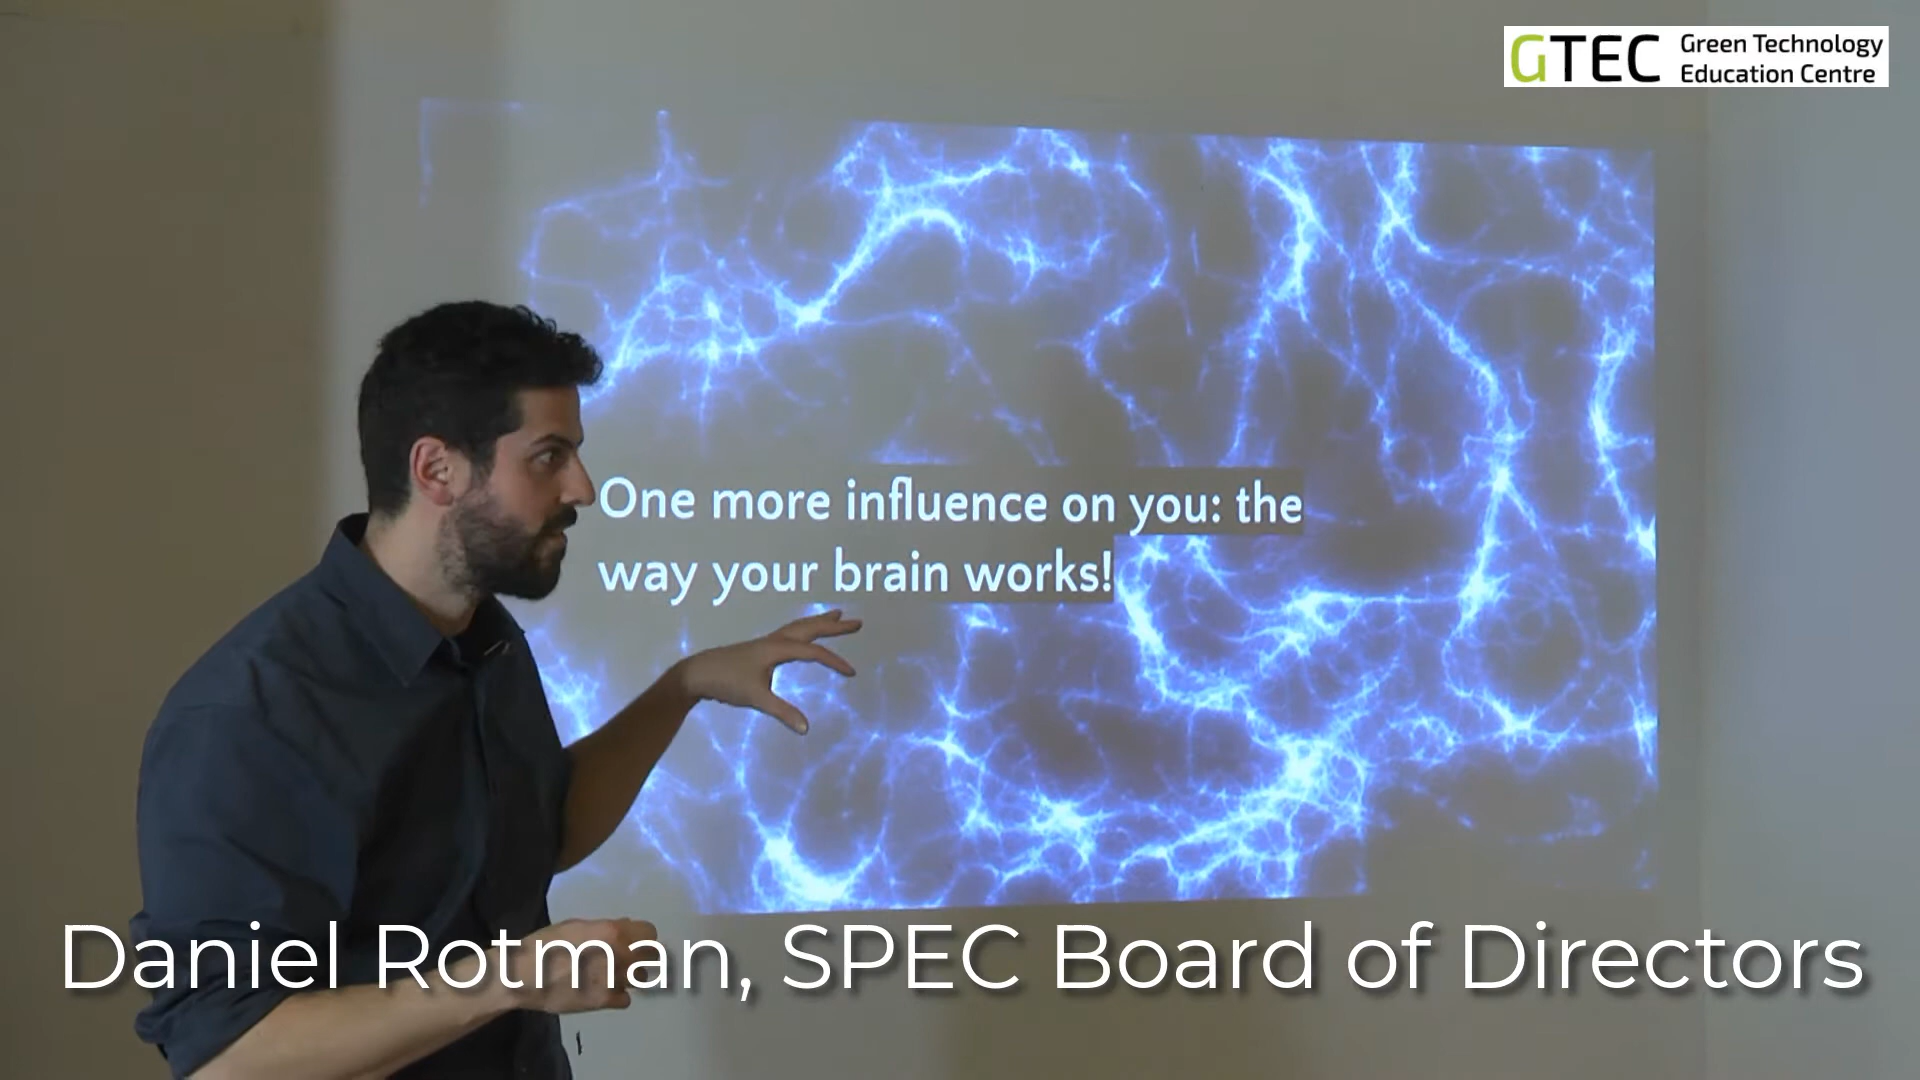 GTEC
Green Technology
Education Centre
One more influence on you: the
way your brain works!
Daniel Rotman, SPEC Board of Directors